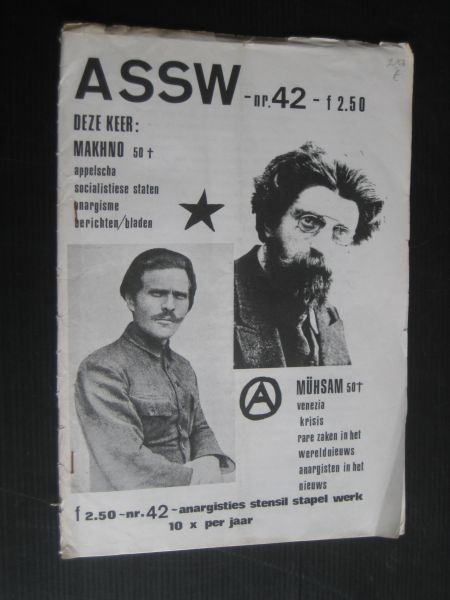 ASSW - nr. 42 - f 2.50
DEZE KEER:
MAKHNO 50 †
appelscha
socialistiese staten
anargisme
berichten/bladen
A
MÜHSAM 50†
venezia
krisis
rare zaken in het
wereldnieuws
anargisten in het
nieuws
f 2.50 - nr. 42 - anargisties stensil stapel werk
10 x per jaar